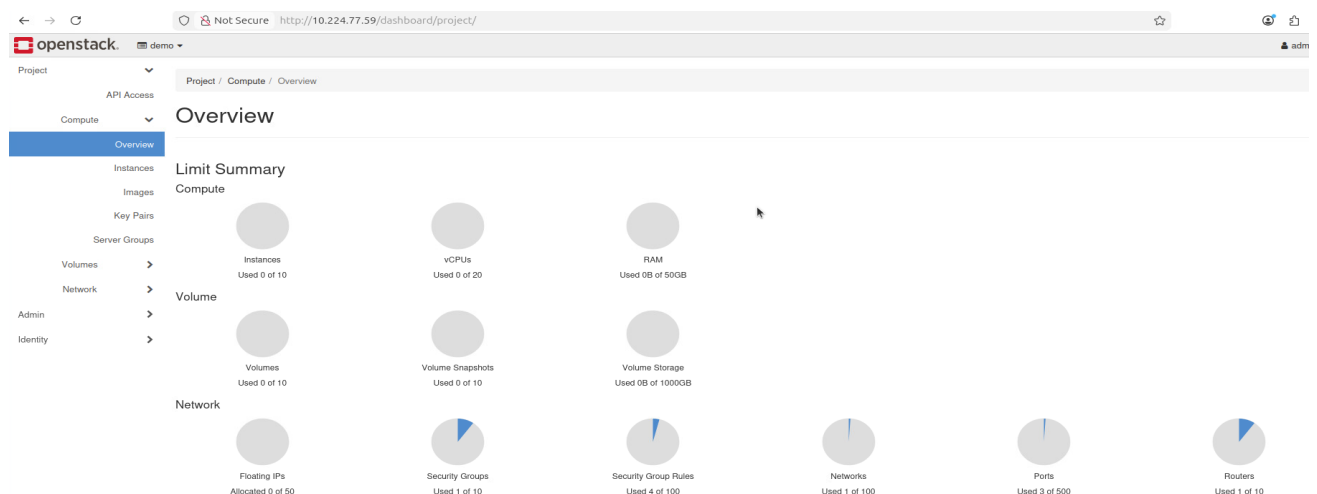 Not Secure http://10.224.77.59/dashboard/project/
openstack. demo adm
Project
API Access
Compute
Overview
Instances
Images
Key Pairs
Server Groups
Volumes
Network
Admin
Identity
Project / Compute / Overview
Overview
Limit Summary
Compute
Instances vCPUs RAM
Used 0 of 10 Used 0 of 20 Used 0B of 50GB
Volume
Volumes Volume Snapshots Volume Storage
Used 0 of 10 Used 0 of 10 Used 0B of 1000GB
Network
Floating IPs Security Groups Security Group Rules Networks Ports Routers
Allocated 0 of 50 Used 1 of 10 Used 4 of 100 Used 1 of 100 Used 3 of 500 Used 1 of 10